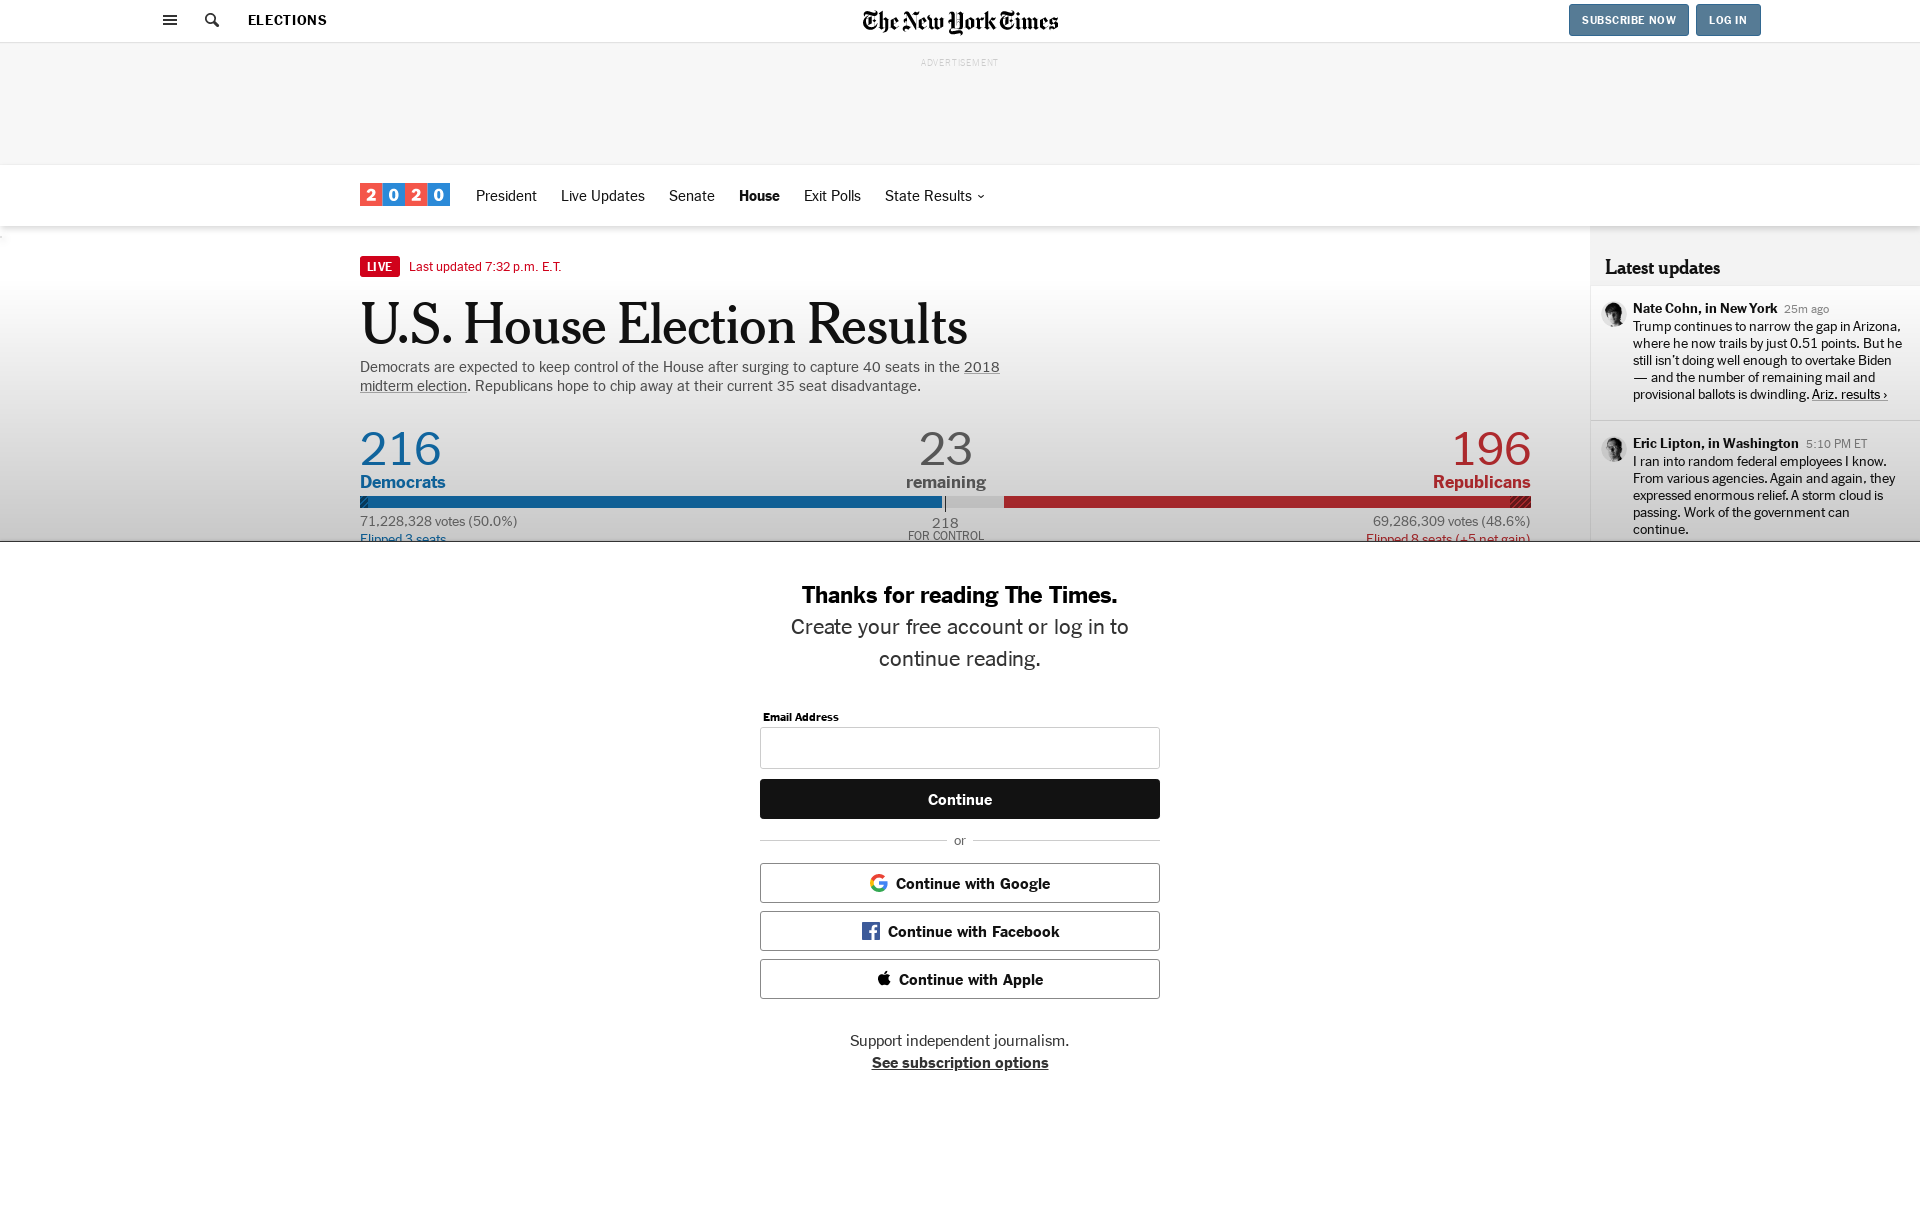 ELECTIONS
The New York Times
SUBSCRIBE NOW
LOG IN
ADVERTISEMENT
2020
President
Live Updates
Senate
House
Exit Polls
State Results
LIVE
Last updated 7:32 p.m. E.T.
U.S. House Election Results
Democrats are expected to keep control of the House after surging to capture 40 seats in the 2018
midterm election. Republicans hope to chip away at their current 35 seat disadvantage.
216
23
196
Democrats
remaining
Republicans
71,228,328 votes (50.0%)
218
69,286,309 votes (48.6%)
FOR CONTROL
Flipped 3 seats
Flipped 8 seats (+5 net gain)
Latest updates
Nate Cohn, in New York 25m ago
Trump continues to narrow the gap in Arizona,
where he now trails by just 0.51 points. But he
still isn't doing well enough to overtake Biden
— and the number of remaining mail and
provisional ballots is dwindling. Ariz. results ›
Eric Lipton, in Washington 5:10 PM ET
I ran into random federal employees I know.
From various agencies. Again and again, they
expressed enormous relief. A storm cloud is
passing. Work of the government can
continue.
Thanks for reading The Times.
Create your free account or log in to
continue reading.
Email Address
Continue
or
Continue with Google
Continue with Facebook
Continue with Apple
Support independent journalism.
See subscription options